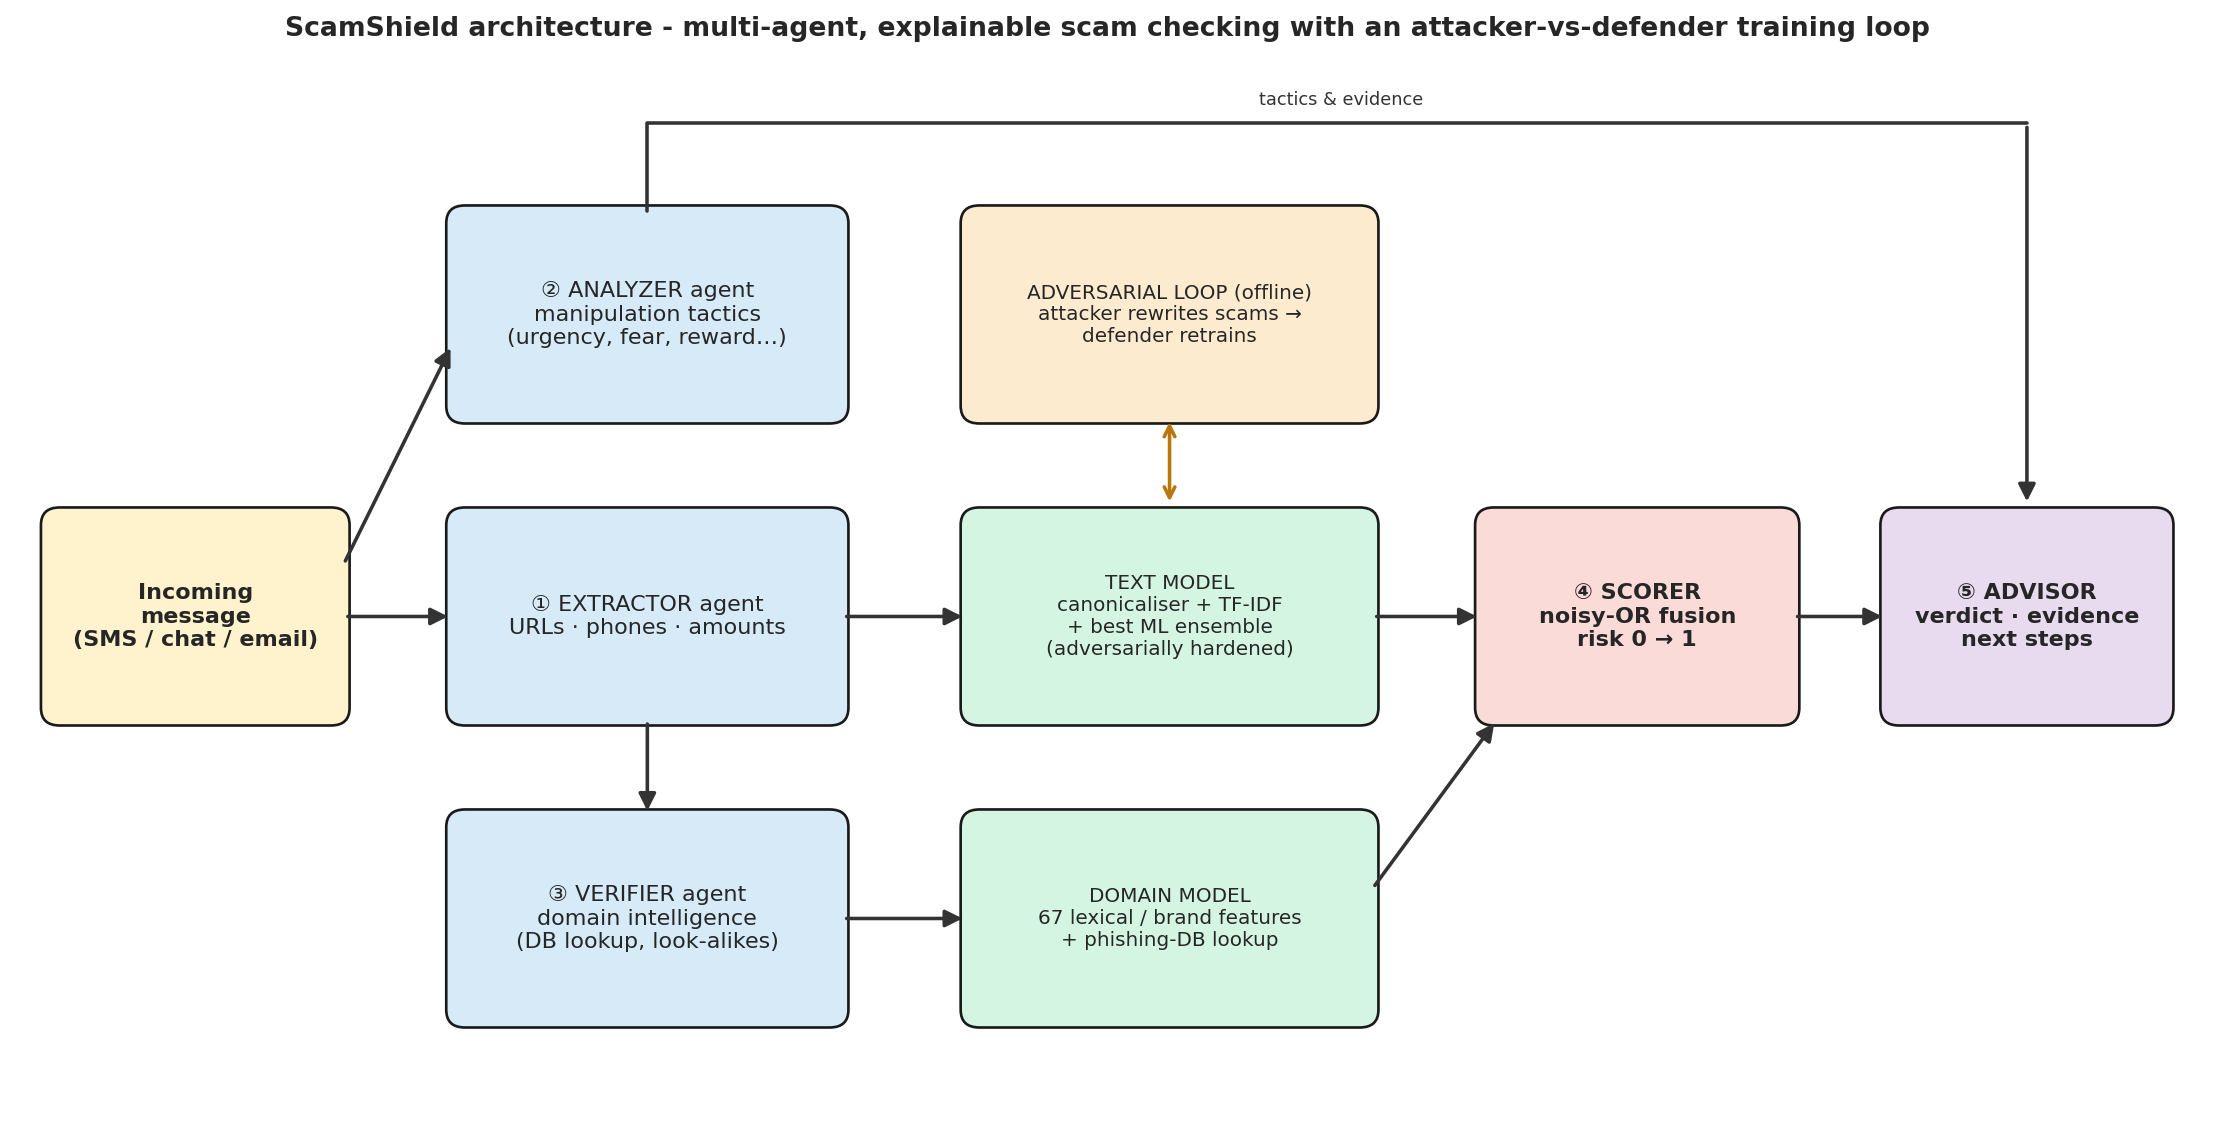 ScamShield architecture - multi-agent, explainable scam checking with an attacker-vs-defender training loop
tactics & evidence
② ANALYZER agent
manipulation tactics
(urgency, fear, reward…)
ADVERSARIAL LOOP (offline)
attacker rewrites scams →
defender retrains
Incoming
message
(SMS / chat / email)
① EXTRACTOR agent
URLs · phones · amounts
TEXT MODEL
canonicaliser + TF-IDF
+ best ML ensemble
(adversarially hardened)
④ SCORER
noisy-OR fusion
risk 0 → 1
⑤ ADVISOR
verdict · evidence
next steps
③ VERIFIER agent
domain intelligence
(DB lookup, look-alikes)
DOMAIN MODEL
67 lexical / brand features
+ phishing-DB lookup